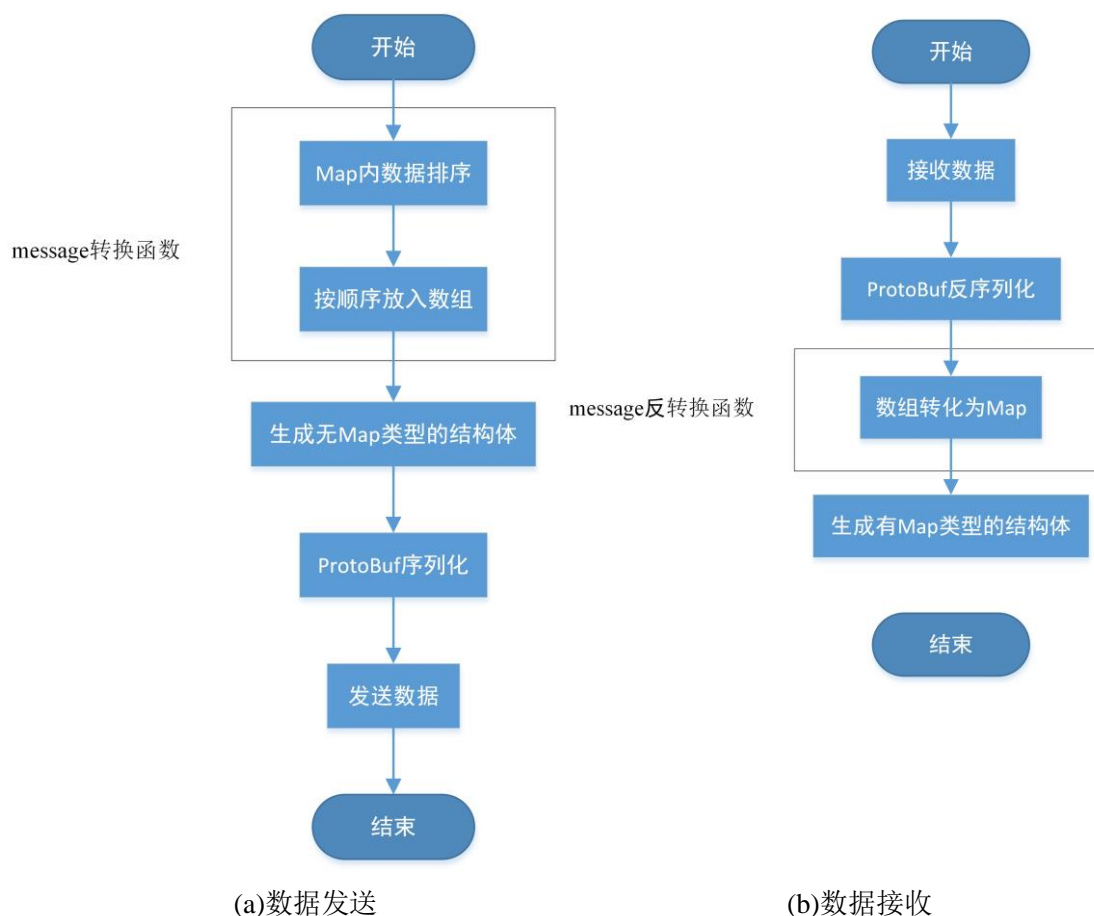 开始
Map内数据排序
message转换函数
按顺序放入数组
生成无Map类型的结构体
ProtoBuf序列化
发送数据
结束
(a)数据发送
开始
接收数据
ProtoBuf反序列化
数组转化为Map
message反转换函数
生成有Map类型的结构体
结束
(b)数据接收